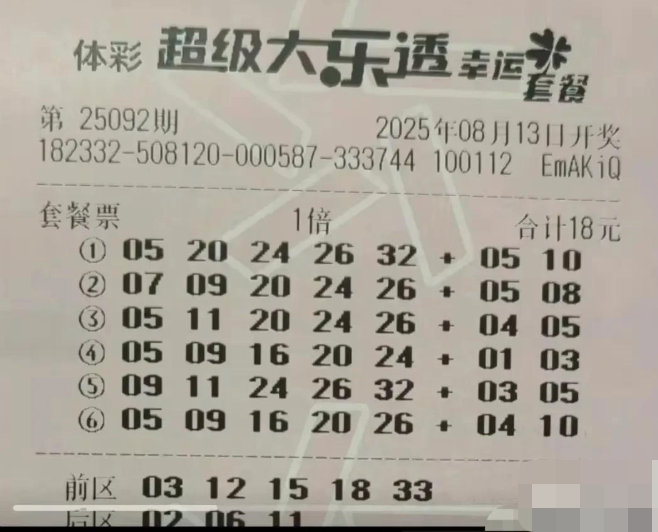 体彩 超级大乐透 幸运套餐
第 25092期 2025年08月13日开奖
182332-508120-000587-333744 100112 EmAKiQ
套餐票 1倍 合计18元
① 05 20 24 26 32 + 05 10
② 07 09 20 24 26 + 05 08
③ 05 11 20 24 26 + 04 05
④ 05 09 16 20 24 + 01 03
⑤ 09 11 24 26 32 + 03 05
⑥ 05 09 16 20 26 + 04 10
前区 03 12 15 18 33
后区 02 06 11